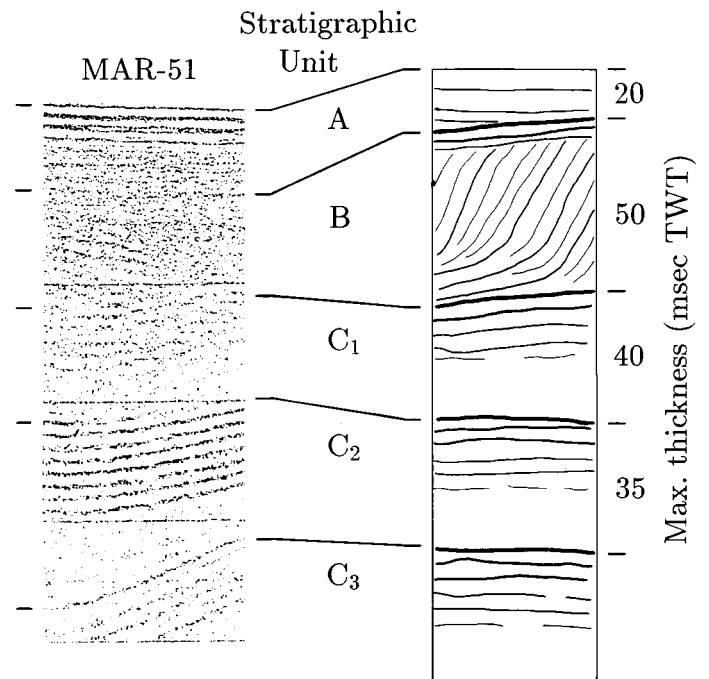 Stratigraphic
Unit
MAR-51
A
B
C₁
C₂
C₃
20
50
40
35
Max. thickness (msec TWT)